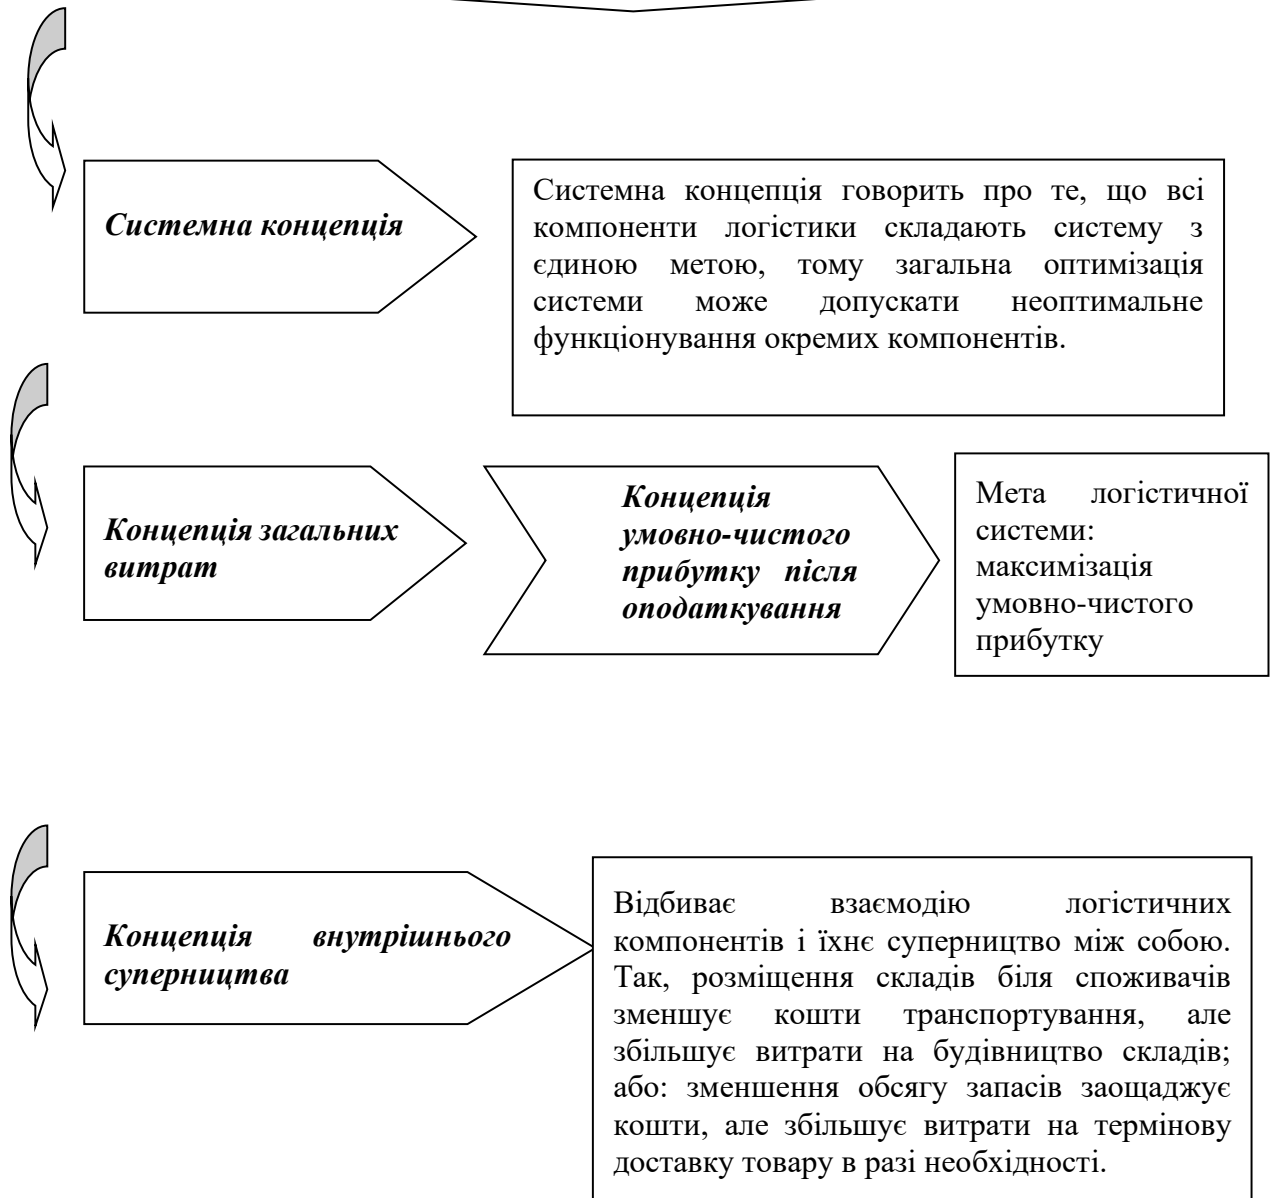 Системна концепція
Системна концепція говорить про те, що всі
компоненти логістики складають систему з
єдиною метою, тому загальна оптимізація
системи може допускати неоптимальне
функціонування окремих компонентів.
Концепція загальних
витрат
Концепція
умовно-чистого
прибутку після
оподаткування
Мета логістичної
системи:
максимізація
умовно-чистого
прибутку
Концепція внутрішнього
суперництва
Відбиває взаємодію логістичних
компонентів і їхнє суперництво між собою.
Так, розміщення складів біля споживачів
зменшує кошти транспортування, але
збільшує витрати на будівництво складів;
або: зменшення обсягу запасів заощаджує
кошти, але збільшує витрати на термінову
доставку товару в разі необхідності.